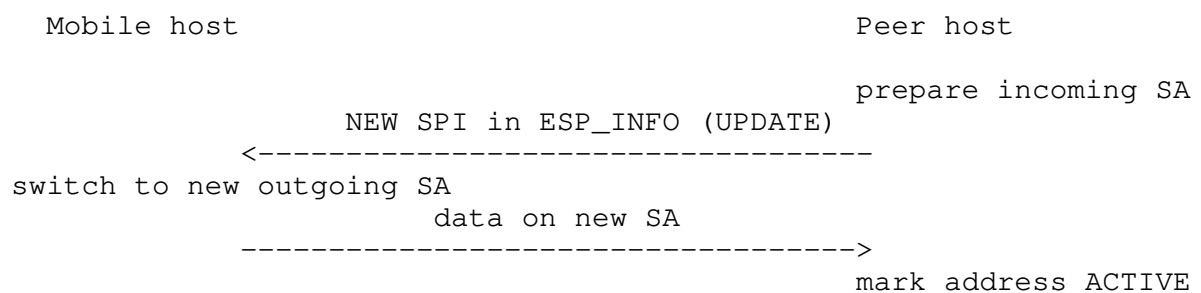 Mobile host                                   Peer host
prepare incoming SA
NEW SPI in ESP_INFO (UPDATE)
<-----------------------------------
switch to new outgoing SA
data on new SA
----------------------------------->
mark address ACTIVE